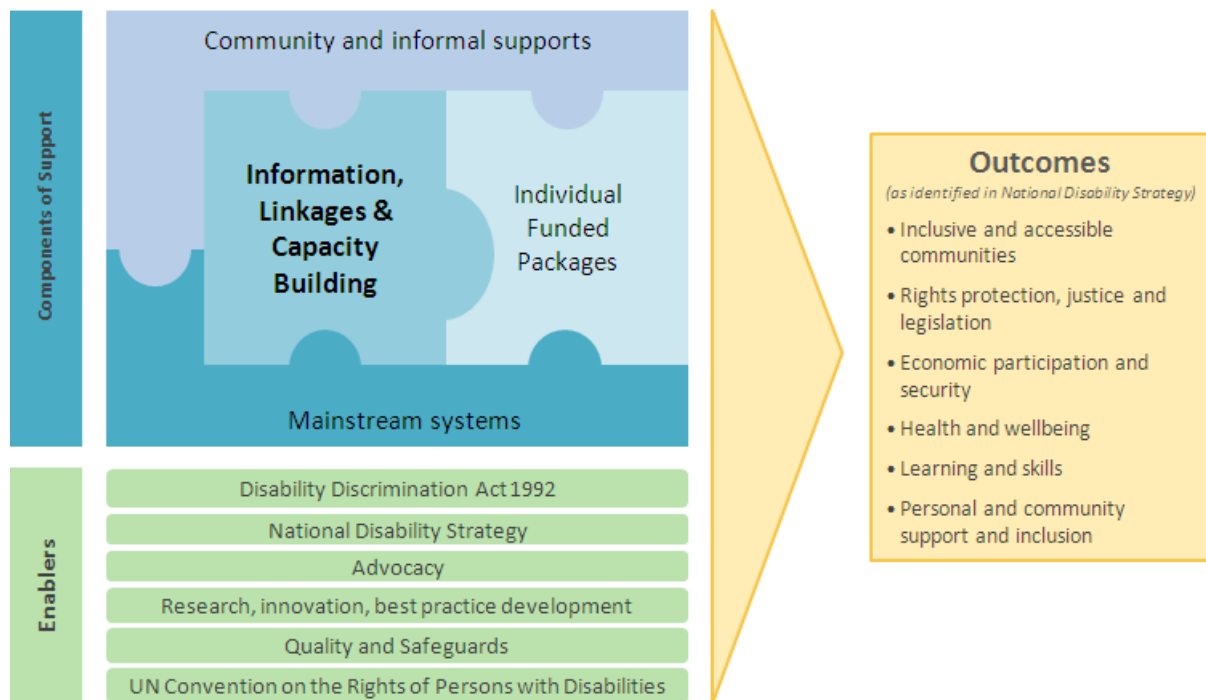 Components of Support
Community and informal supports
Information,
Linkages &
Capacity
Building
Individual
Funded
Packages
Mainstream systems
Enablers
Disability Discrimination Act 1992
National Disability Strategy
Advocacy
Research, innovation, best practice development
Quality and Safeguards
UN Convention on the Rights of Persons with Disabilities
Outcomes
(as identified in National Disability Strategy)
• Inclusive and accessible
communities
• Rights protection, justice and
legislation
• Economic participation and
security
• Health and wellbeing
• Learning and skills
• Personal and community
support and inclusion